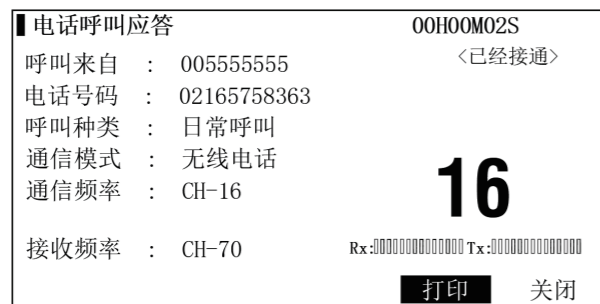 电话呼叫应答 00H00M02S
呼叫来自 : 005555555 <已经接通>
电话号码 : 02165758363
呼叫种类 : 日常呼叫
通信模式 : 无线电话
通信频率 : CH-16 16
接收频率 : CH-70 Rx: Tx:
打印 关闭